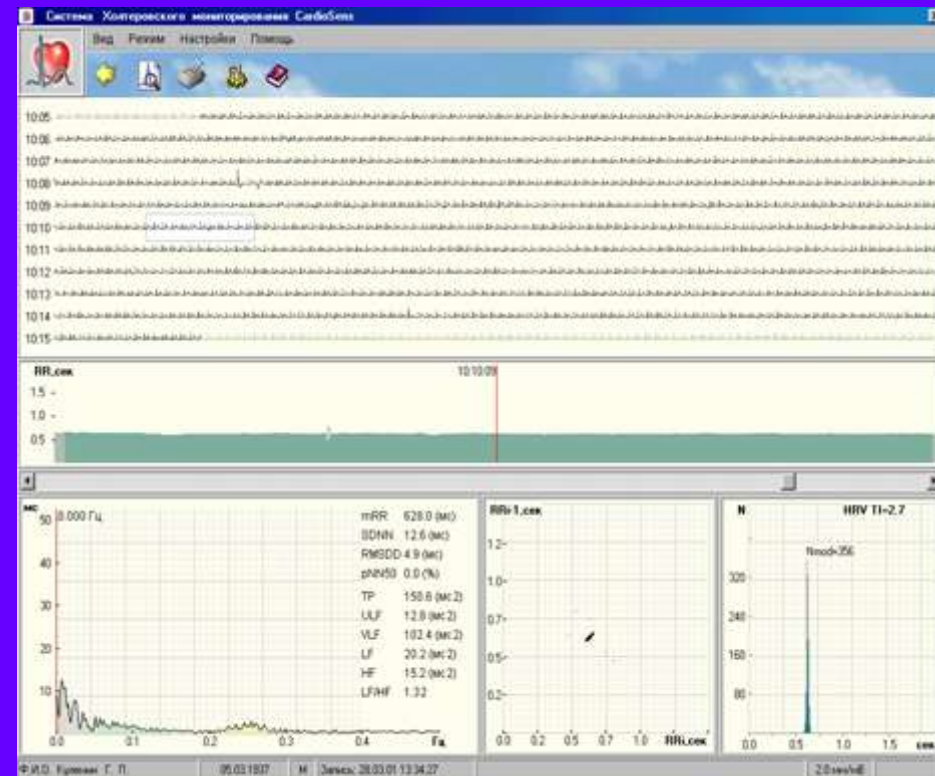 Система Холтеровского мониторирования CardioSens
Вид Режим Настройки Помощь
10:05
10:06
10:07
10:08
10:09
10:10
10:11
10:12
10:13
10:14
10:15
RR,сек
10:10:09
1.5
1.0
0.5
мс
50
40
30
20
10
0.000 Гц
mRR 628.0 (мс)
SDNN 12.6 (мс)
RMSDD 4.9 (мс)
pNN50 0.0 (%)
TP 150.6 (мс2)
ULF 12.8 (мс2)
VLF 102.4 (мс2)
LF 20.2 (мс2)
HF 15.2 (мс2)
LF/HF 1.32
0.0 0.1 0.2 0.3 0.4 Гц
RRi+1,сек
1.2
1.0
0.7
0.5
0.2
0.0 0.2 0.5 0.7 1.0 RRi,сек
N HRV TI=2.7
Nmod=356
320
240
160
80
0.0 0.5 1.0 1.5 сек
Ф.И.О. Г. П. 05.03.1937 М Запись: 28.03.01 13:34:27